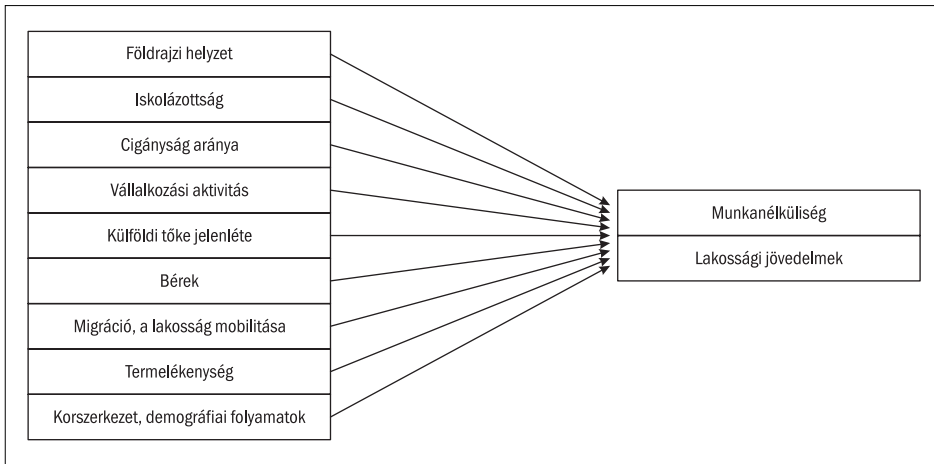 Földrajzi helyzet
Iskolázottság
Cigányság aránya
Vállalkozási aktivitás
Külföldi tőke jelenléte
Bérek
Migráció, a lakosság mobilitása
Termelékenység
Korszerkezet, demográfiai folyamatok
Munkanélküliség
Lakossági jövedelmek